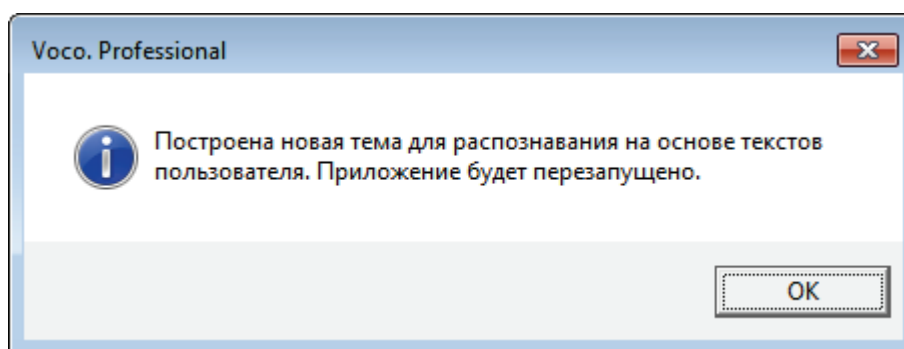 Voco. Professional
Построена новая тема для распознавания на основе текстов
пользователя. Приложение будет перезапущено.
OK